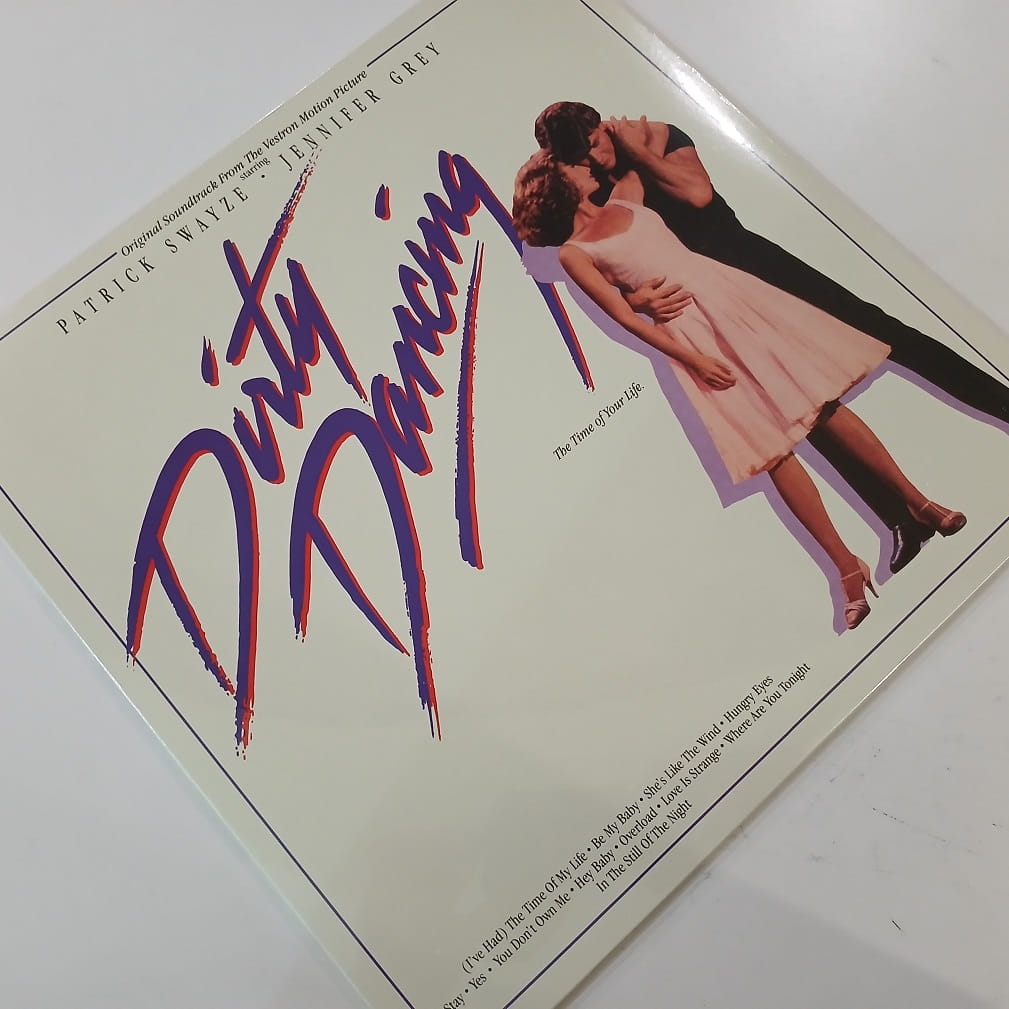 Original Soundtrack From The Vestron Motion Picture
starring
PATRICK SWAYZE • JENNIFER GREY
Dirty
Dancing
The Time of Your Life.
(I've Had) The Time Of My Life • Be My Baby • She's Like The Wind • Hungry Eyes
Stay • Yes • You Don't Own Me • Hey Baby • Overload • Love Is Strange • Where Are You Tonight
In The Still Of The Night